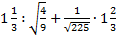 1 1/3 : √(4/9) + 1/√225 · 1 2/3